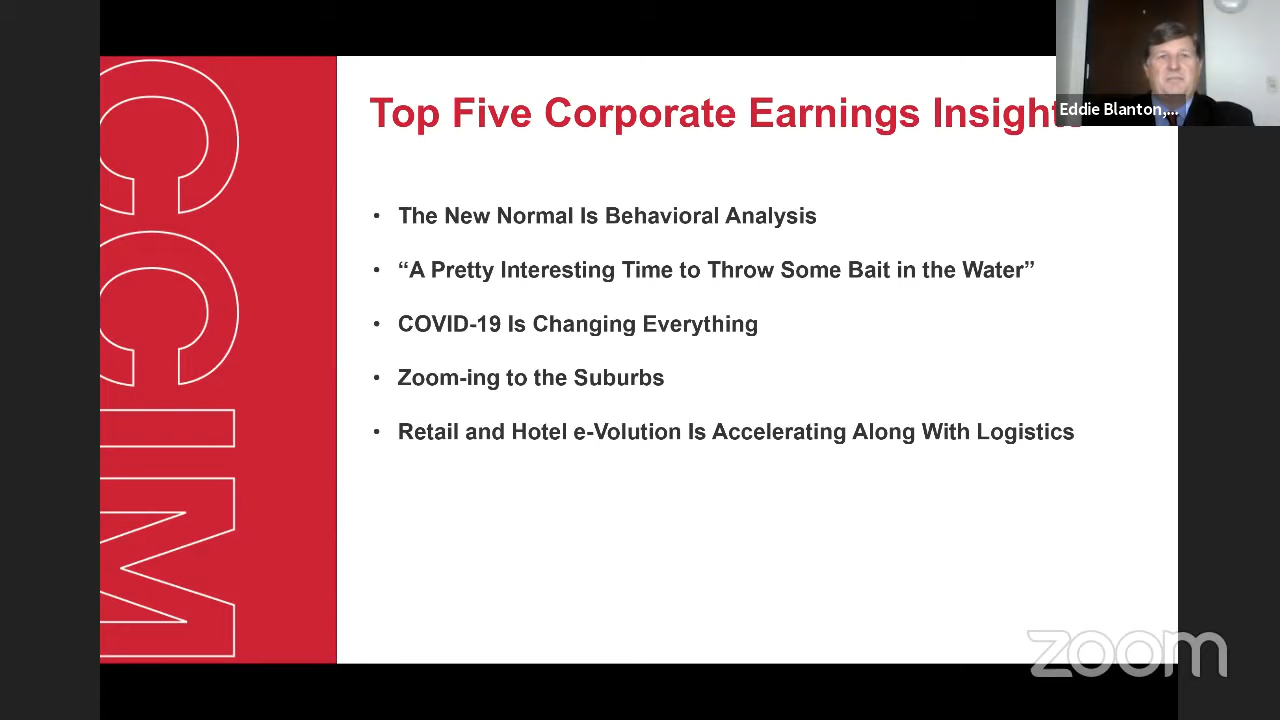 Top Five Corporate Earnings Insight
Eddie Blanton,...
• The New Normal Is Behavioral Analysis
• “A Pretty Interesting Time to Throw Some Bait in the Water”
• COVID-19 Is Changing Everything
• Zoom-ing to the Suburbs
• Retail and Hotel e-Volution Is Accelerating Along With Logistics
CCIM
zoom